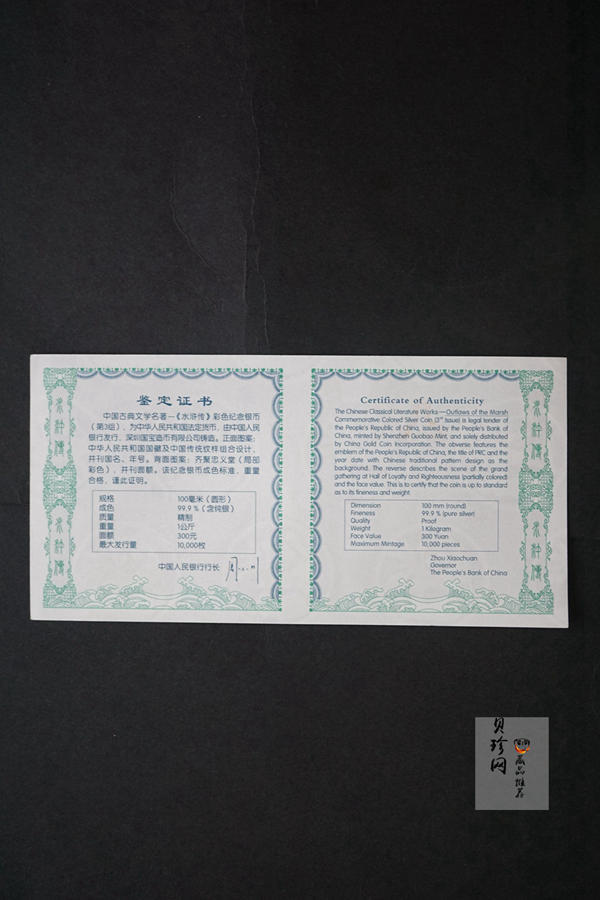 鉴定证书
中国古典文学名著—《水浒传》彩色纪念银币
(第3组)，为中华人民共和国法定货币，由中国人民
银行发行，深圳国宝造币有限公司铸造。正面图案：
中华人民共和国国徽及中国传统纹样组合设计，
并刊国名、年号。背面图案：齐聚忠义堂（局部
彩色），并刊面额。该纪念银币成色标准，重量
合格，谨此证明。
规格 100毫米（圆形）
成色 99.9％（含纯银）
质量 精制
重量 1公斤
面额 300元
最大发行量 10,000枚
中国人民银行行长
水浒传
水浒传
Certificate of Authenticity
The Chinese Classical Literature Works—Outlaws of the Marsh
Commemorative Colored Silver Coin (3rd Issue) is legal tender of
the People's Republic of China, issued by the People's Bank of
China, minted by Shenzhen Guobao Mint, and solely distributed
by China Gold Coin Incorporation. The obverse features the
emblem of the People's Republic of China, the title of PRC and the
year date with Chinese traditional pattern design as the
background. The reverse describes the scene of the grand
gathering at Hall of Loyalty and Righteousness (partially colored)
and the face value. This is to certify that the coin is up to standard
as to its fineness and weight.
Dimension 100 mm (round)
Fineness 99.9 % (pure silver)
Quality Proof
Weight 1 Kilogram
Face Value 300 Yuan
Maximum Mintage 10,000 pieces
Zhou Xiaochuan
Governor
The People's Bank of China
水浒传
水浒传
贝珍网
藏品推荐